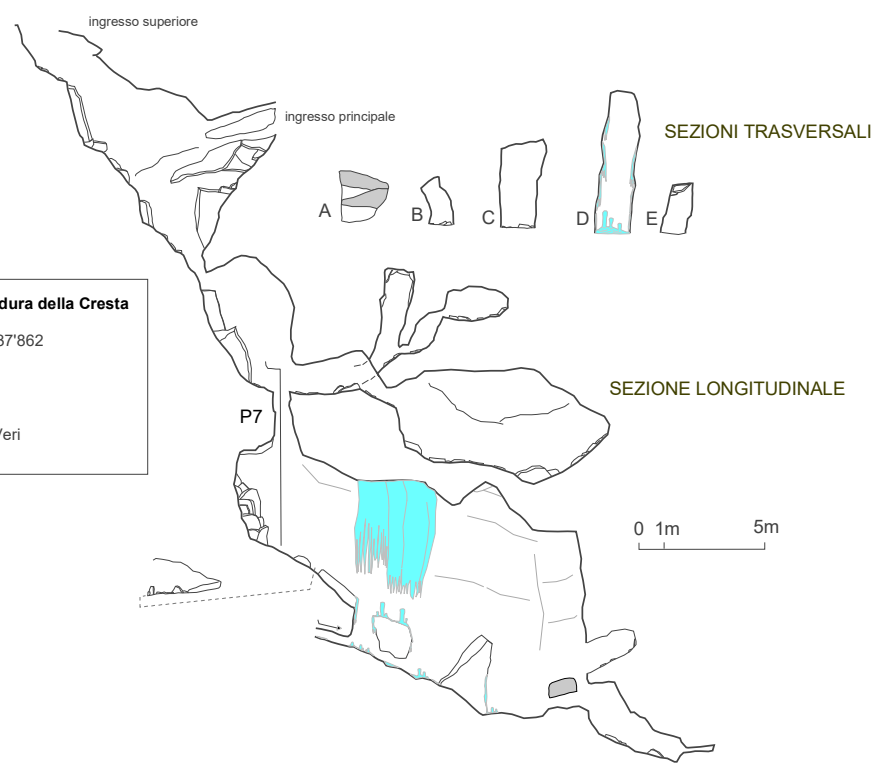 ingresso superiore
ingresso principale
SEZIONI TRASVERSALI
A
B
C
D
E
dura della Cresta
37'862
Veri
SEZIONE LONGITUDINALE
P7
0 1m 5m